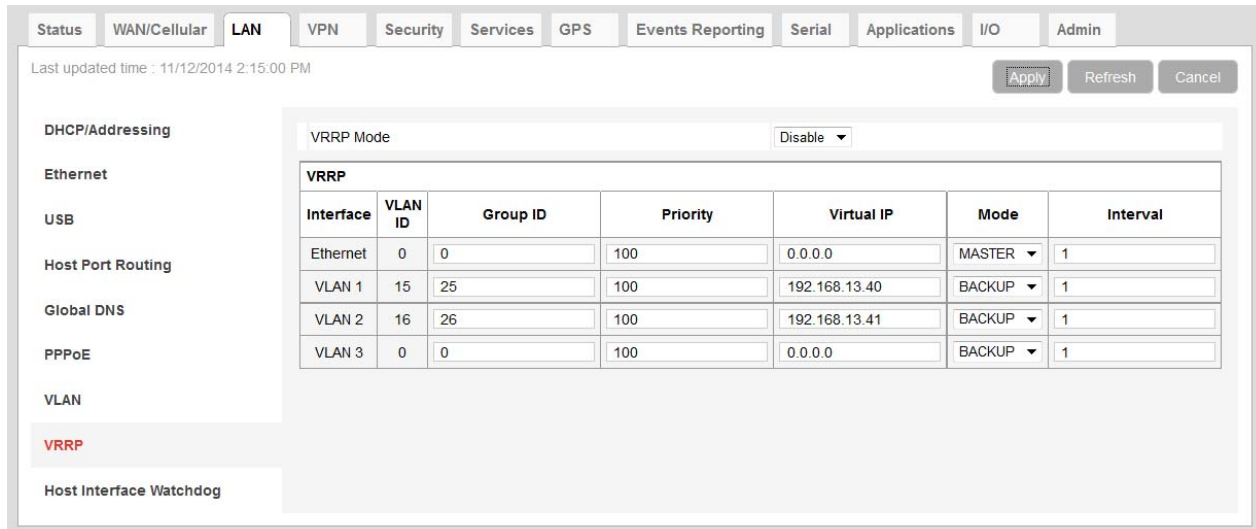 Status WAN/Cellular LAN VPN Security Services GPS Events Reporting Serial Applications I/O Admin
Last updated time : 11/12/2014 2:15:00 PM
Apply Refresh Cancel
DHCP/Addressing
Ethernet
USB
Host Port Routing
Global DNS
PPPoE
VLAN
VRRP
Host Interface Watchdog
VRRP Mode Disable
VRRP
Interface VLAN ID Group ID Priority Virtual IP Mode Interval
Ethernet 0 0 100 0.0.0.0 MASTER 1
VLAN 1 15 25 100 192.168.13.40 BACKUP 1
VLAN 2 16 26 100 192.168.13.41 BACKUP 1
VLAN 3 0 0 100 0.0.0.0 BACKUP 1